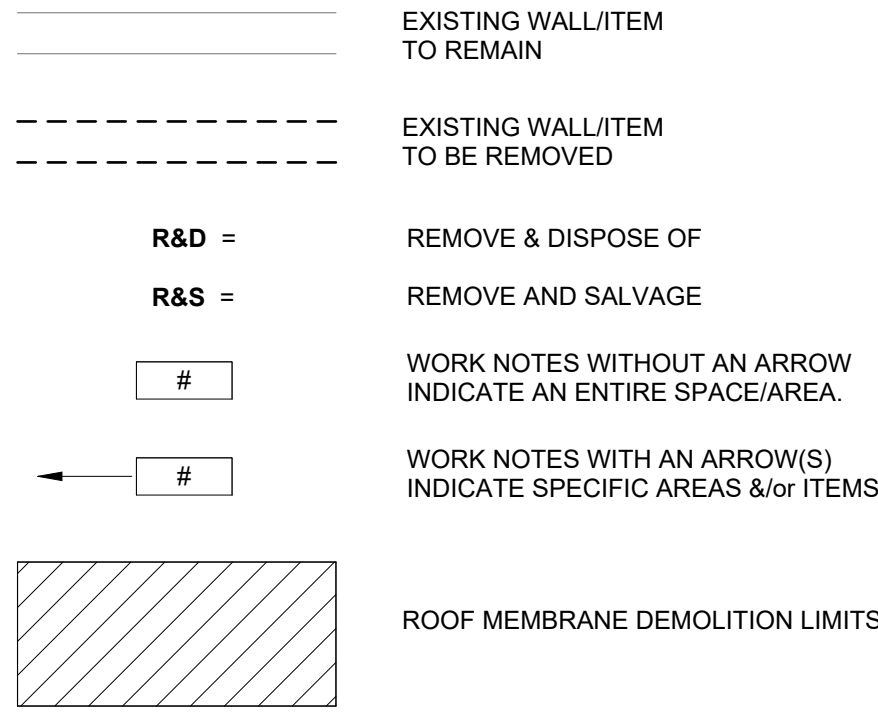 EXISTING WALL/ITEM
TO REMAIN
EXISTING WALL/ITEM
TO BE REMOVED
R&D = REMOVE & DISPOSE OF
R&S = REMOVE AND SALVAGE
# WORK NOTES WITHOUT AN ARROW
INDICATE AN ENTIRE SPACE/AREA.
# WORK NOTES WITH AN ARROW(S)
INDICATE SPECIFIC AREAS &/or ITEMS
ROOF MEMBRANE DEMOLITION LIMITS